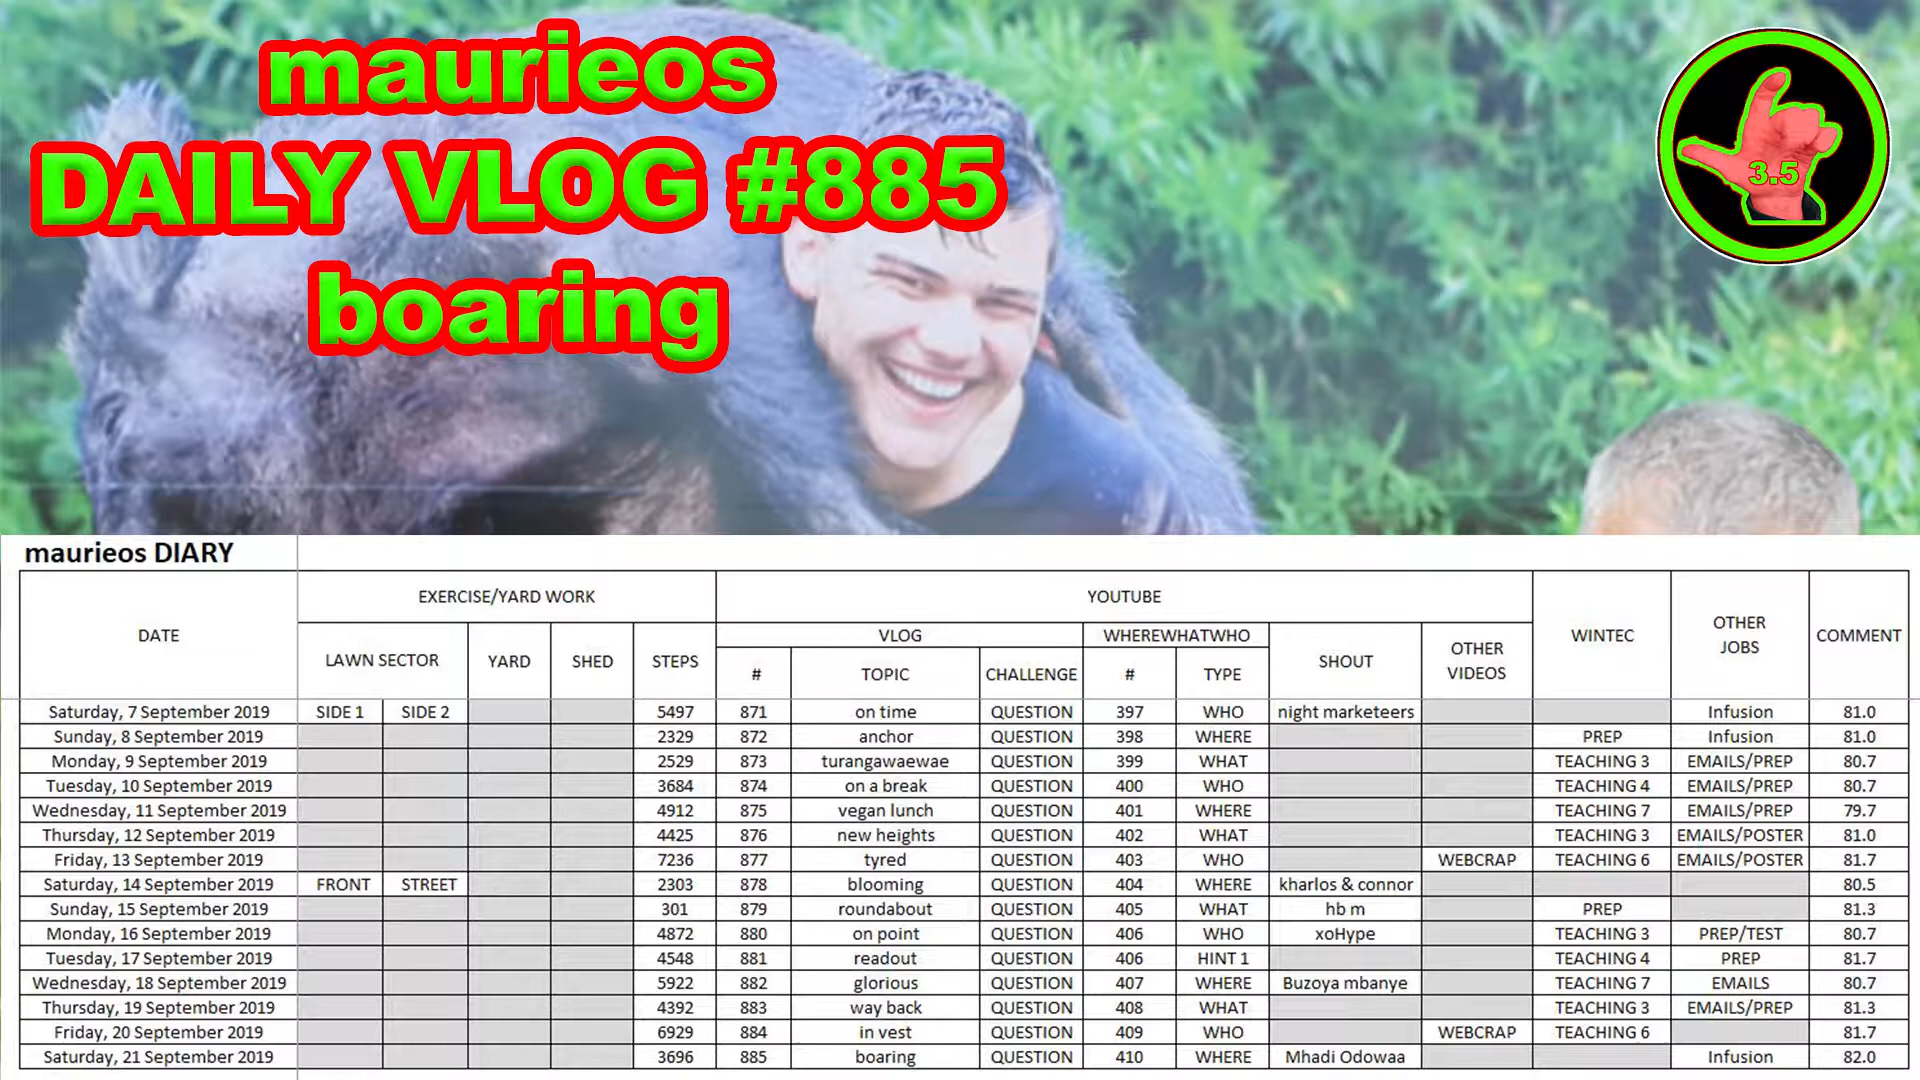 maurieos
DAILY VLOG #885
boaring
3.5
maurieos DIARY
DATE EXERCISE/YARD WORK YOUTUBE WINTEC OTHER JOBS COMMENT
LAWN SECTOR YARD SHED STEPS VLOG WHEREWHATWHO SHOUT OTHER VIDEOS
# TOPIC CHALLENGE # TYPE
Saturday, 7 September 2019 SIDE 1 SIDE 2 5497 871 on time QUESTION 397 WHO night marketeers Infusion 81.0
Sunday, 8 September 2019 2329 872 anchor QUESTION 398 WHERE PREP Infusion 81.0
Monday, 9 September 2019 2529 873 turangawaewae QUESTION 399 WHAT TEACHING 3 EMAILS/PREP 80.7
Tuesday, 10 September 2019 3684 874 on a break QUESTION 400 WHO TEACHING 4 EMAILS/PREP 80.7
Wednesday, 11 September 2019 4912 875 vegan lunch QUESTION 401 WHERE TEACHING 7 EMAILS/PREP 79.7
Thursday, 12 September 2019 4425 876 new heights QUESTION 402 WHAT TEACHING 3 EMAILS/POSTER 81.0
Friday, 13 September 2019 7236 877 tyred QUESTION 403 WHO WEBCRAP TEACHING 6 EMAILS/POSTER 81.7
Saturday, 14 September 2019 FRONT STREET 2303 878 blooming QUESTION 404 WHERE kharlos & connor 80.5
Sunday, 15 September 2019 301 879 roundabout QUESTION 405 WHAT hb m PREP 81.3
Monday, 16 September 2019 4872 880 on point QUESTION 406 WHO xoHype TEACHING 3 PREP/TEST 80.7
Tuesday, 17 September 2019 4548 881 readout QUESTION 406 HINT 1 TEACHING 4 PREP 81.7
Wednesday, 18 September 2019 5922 882 glorious QUESTION 407 WHERE Buzoya mbanye TEACHING 7 EMAILS 80.7
Thursday, 19 September 2019 4392 883 way back QUESTION 408 WHAT TEACHING 3 EMAILS/PREP 81.3
Friday, 20 September 2019 6929 884 in vest QUESTION 409 WHO WEBCRAP TEACHING 6 81.7
Saturday, 21 September 2019 3696 885 boaring QUESTION 410 WHERE Mhadi Odowaa Infusion 82.0